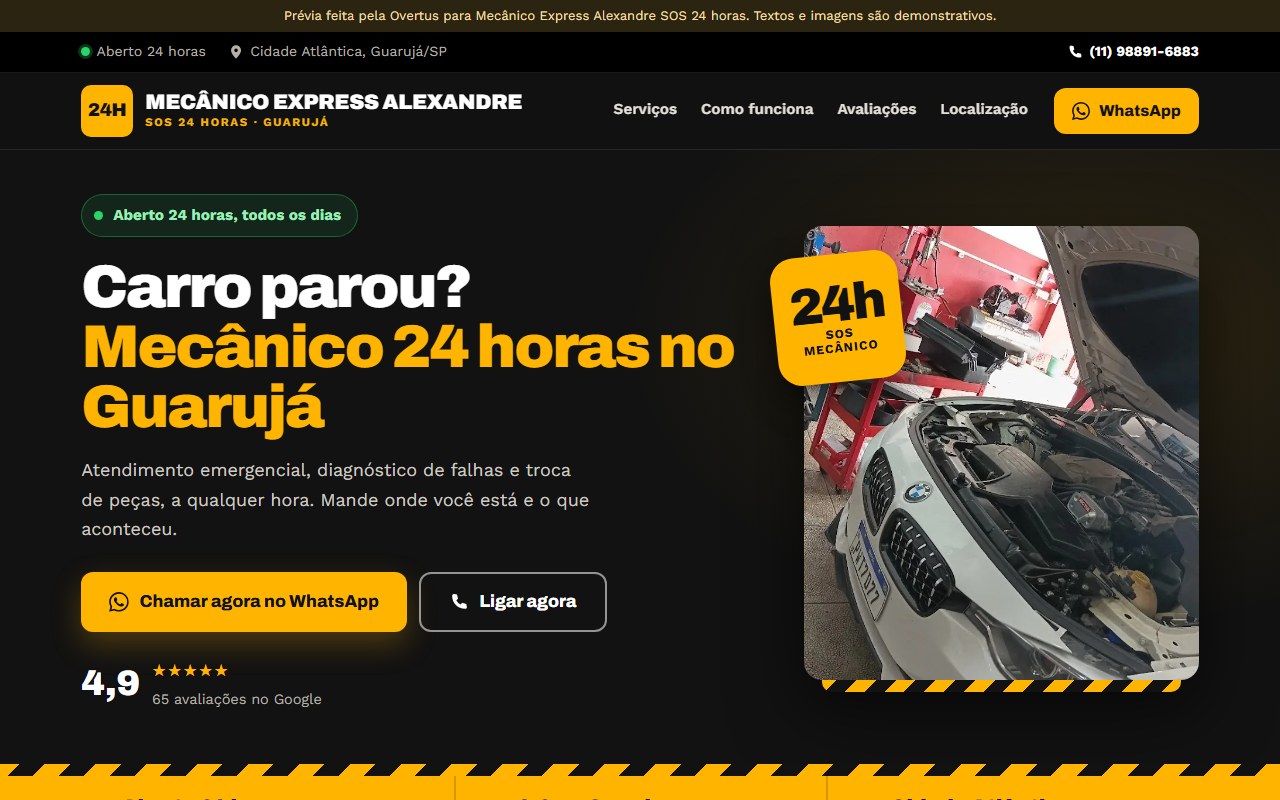 Prévia feita pela Overtus para Mecânico Express Alexandre SOS 24 horas. Textos e imagens são demonstrativos.
Aberto 24 horas
Cidade Atlântica, Guarujá/SP
(11) 98891-6883
24H
MECÂNICO EXPRESS ALEXANDRE
SOS 24 HORAS · GUARUJÁ
Serviços
Como funciona
Avaliações
Localização
WhatsApp
Aberto 24 horas, todos os dias
Carro parou?
Mecânico 24 horas no
Guarujá
Atendimento emergencial, diagnóstico de falhas e troca
de peças, a qualquer hora. Mande onde você está e o que
aconteceu.
Chamar agora no WhatsApp
Ligar agora
4,9
★★★★★
65 avaliações no Google
24h
SOS
MECÂNICO